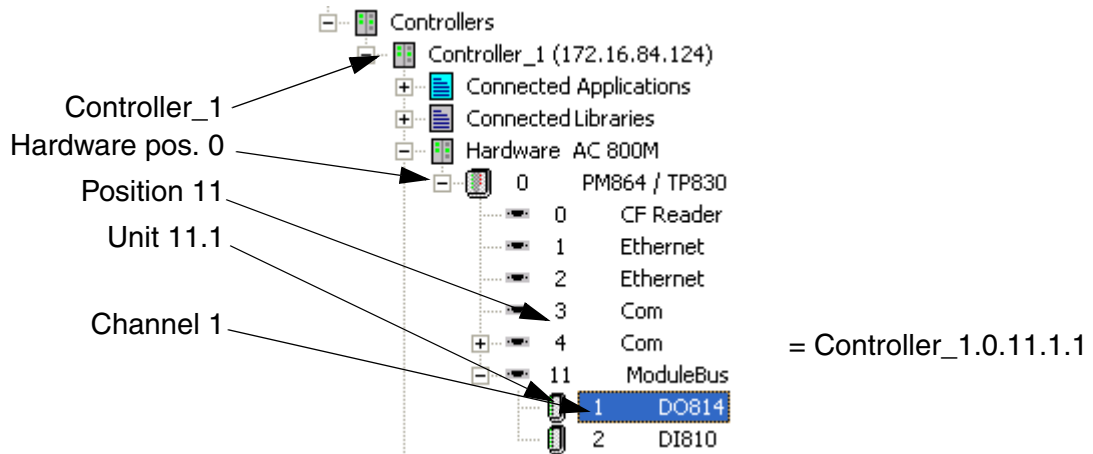 Controllers
Controller_1 (172.16.84.124)
Connected Applications
Controller_1
Connected Libraries
Hardware pos. 0
Hardware AC 800M
0 PM864 / TP830
Position 11
0 CF Reader
Unit 11.1
1 Ethernet
2 Ethernet
3 Com
Channel 1
4 Com
= Controller_1.0.11.1.1
11 ModuleBus
1 DO814
2 DI810